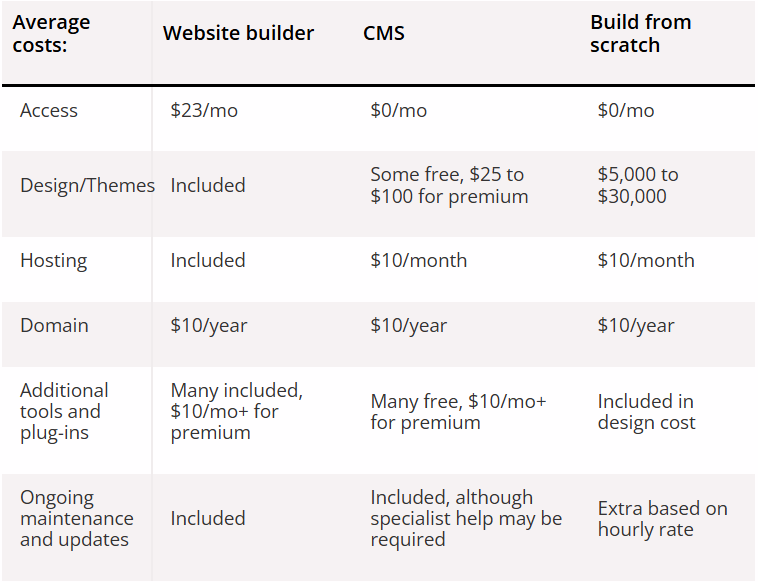 Average costs: Website builder CMS Build from scratch
Access $23/mo $0/mo $0/mo
Design/Themes Included Some free, $25 to $100 for premium $5,000 to $30,000
Hosting Included $10/month $10/month
Domain $10/year $10/year $10/year
Additional tools and plug-ins Many included, $10/mo+ for premium Many free, $10/mo+ for premium Included in design cost
Ongoing maintenance and updates Included Included, although specialist help may be required Extra based on hourly rate